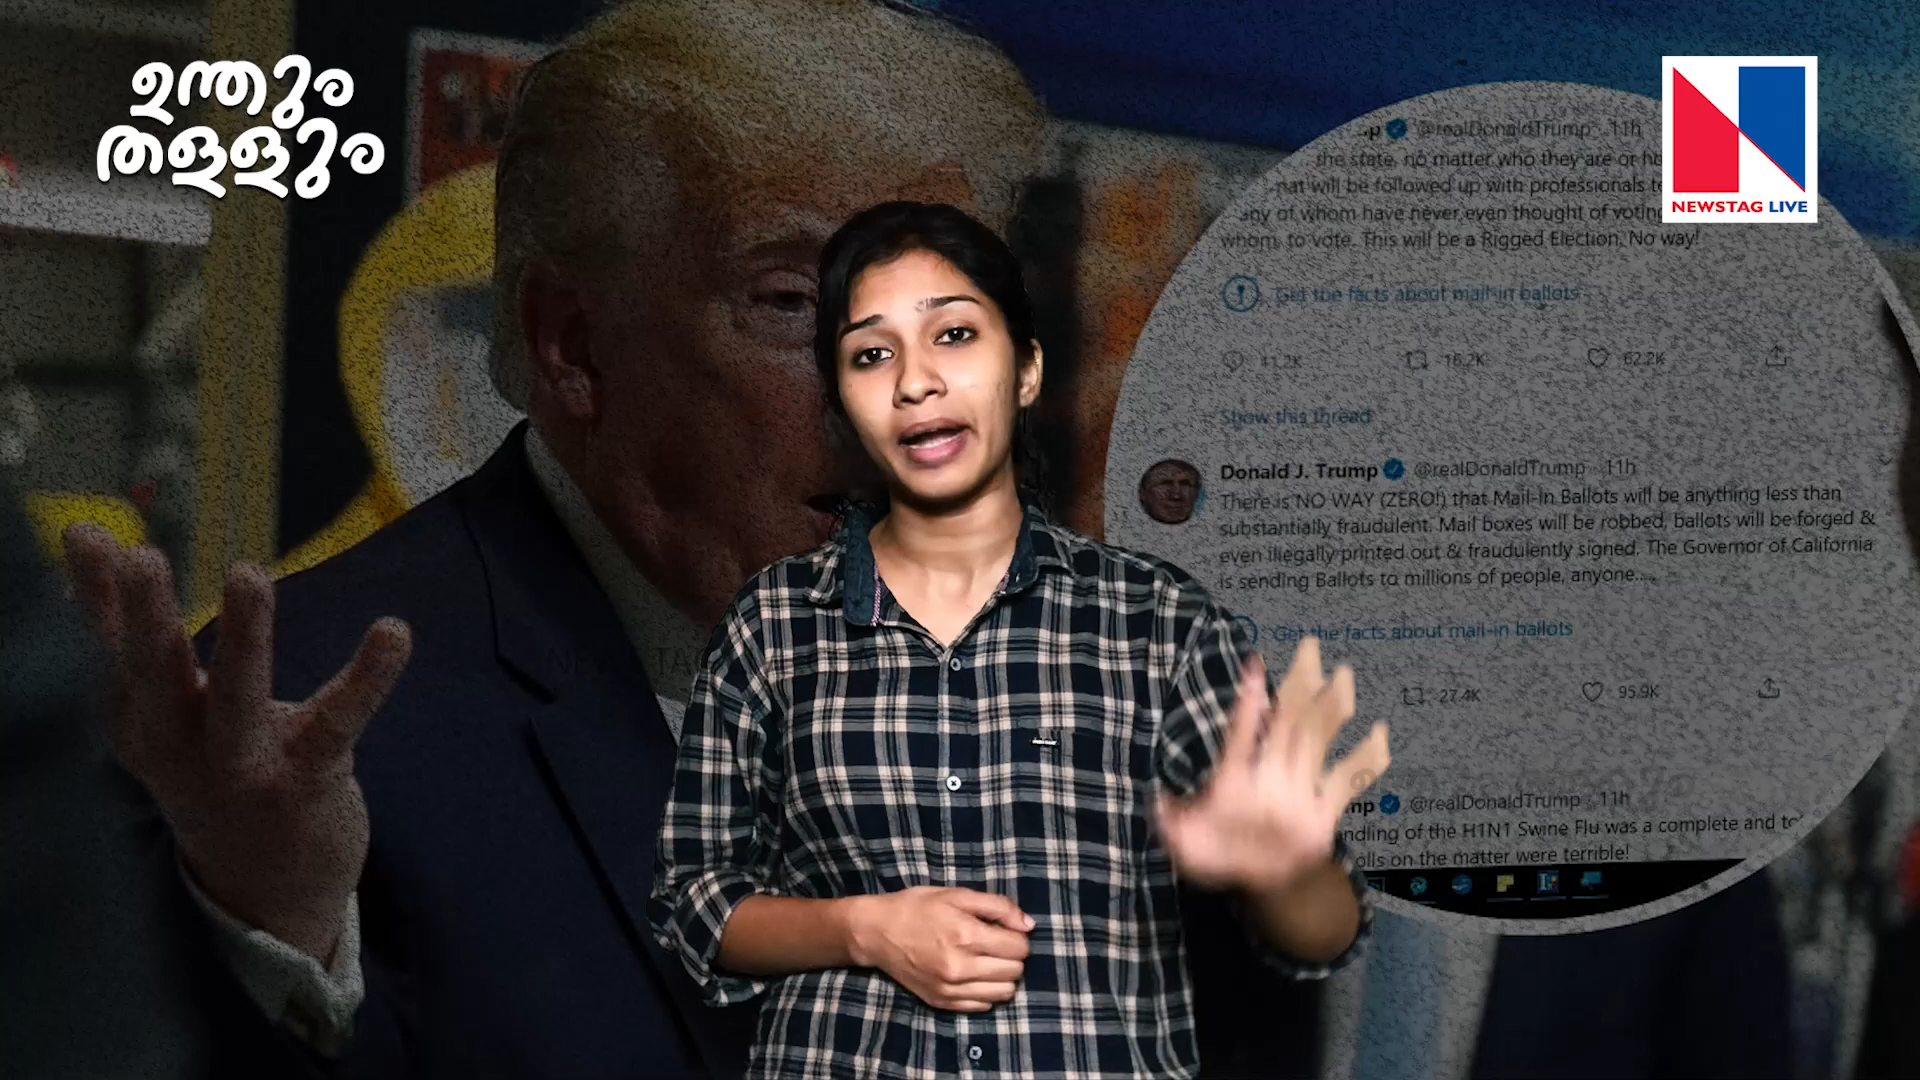 ഉന്തുര
തള്ളുര
NEWSTAG LIVE
@realDonaldTrump · 11h
the state, no matter who they are or
will be followed up with professionals
any of whom have never even thought of
whom, to vote. This will be a Rigged Election. No way!
Get the facts about mail-in ballots
16.2K 62.2K
Show this thread
Donald J. Trump @realDonaldTrump · 11h
There is NO WAY (ZERO!) that Mail-In Ballots will be anything less than
substantially fraudulent. Mail boxes will be robbed, ballots will be forged &
even illegally printed out & fraudulently signed. The Governor of California
is sending Ballots to millions of people, anyone....
Get the facts about mail-in ballots
27.4K 95.9K
@realDonaldTrump · 11h
of the H1N1 Swine Flu was a complete and
on the matter were terrible!